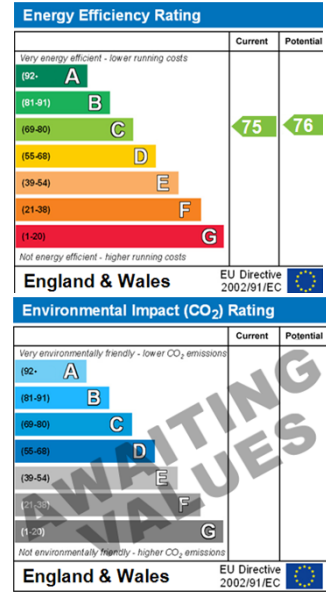 Energy Efficiency Rating
Current Potential
Very energy efficient - lower running costs
(92- A
(81-91) B
(69-80) C
75 76
(55-68) D
(39-54) E
(21-38) F
(1-20) G
Not energy efficient - higher running costs
England & Wales
EU Directive
2002/91/EC
Environmental Impact (CO2) Rating
Current Potential
Very environmentally friendly - lower CO2 emissions
(92- A
(81-91) B
(69-80) C
(55-68) D
(39-54) E
(21-38) F
(1-20) G
AWAITING
VALUES
Not environmentally friendly - higher CO2 emissions
England & Wales
EU Directive
2002/91/EC